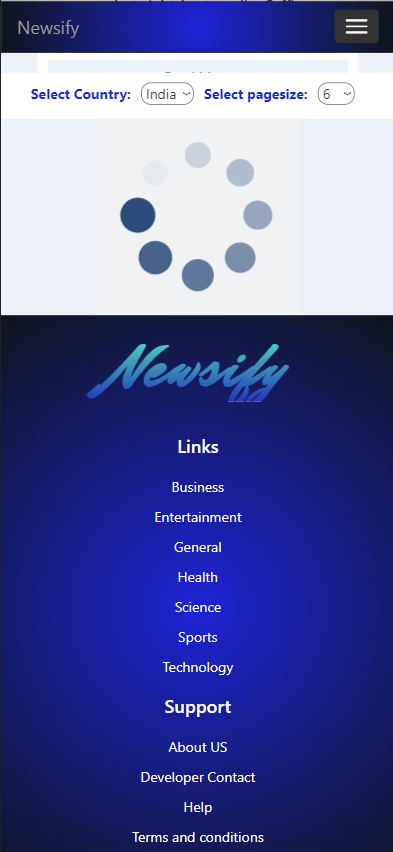 Newsify
Select Country: India Select pagesize: 6
Newsify
Links
Business
Entertainment
General
Health
Science
Sports
Technology
Support
About US
Developer Contact
Help
Terms and conditions